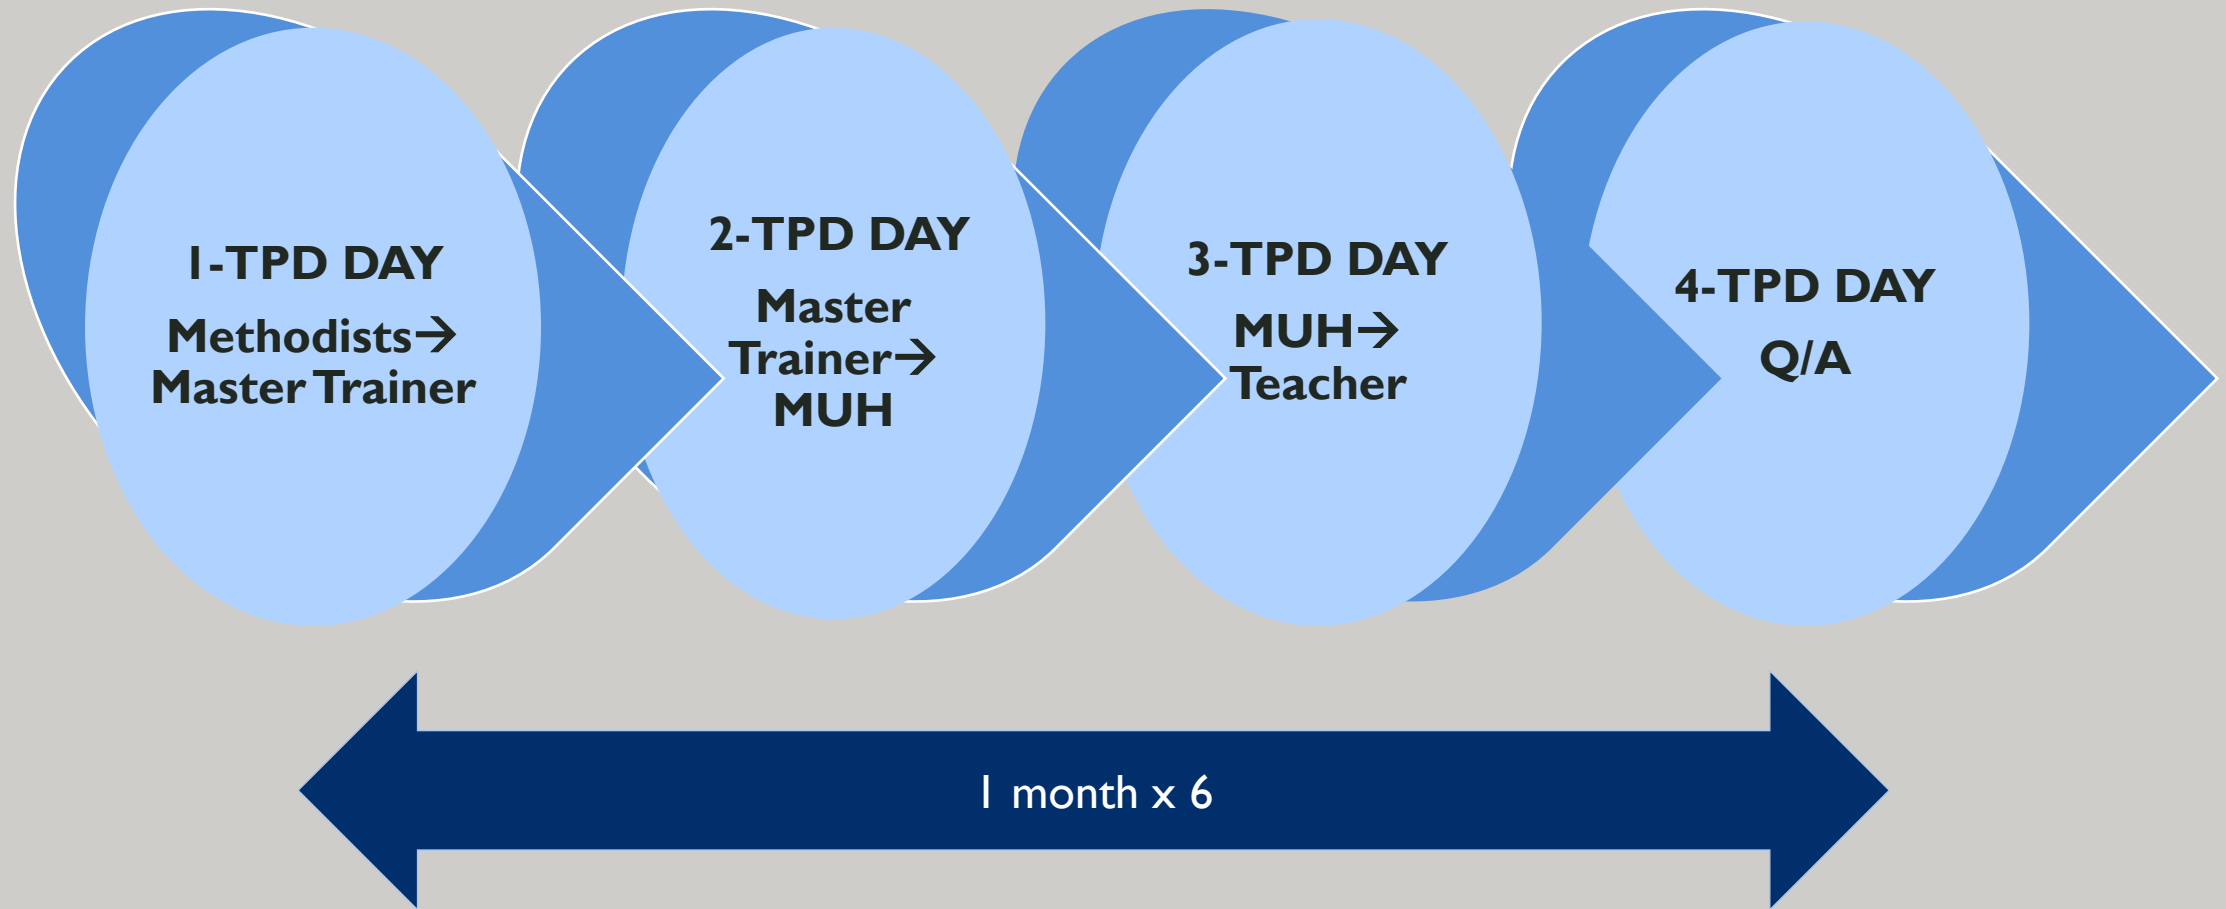 1-TPD DAY
Methodists→
Master Trainer
2-TPD DAY
Master
Trainer→
MUH
3-TPD DAY
MUH→
Teacher
4-TPD DAY
Q/A
1 month x 6